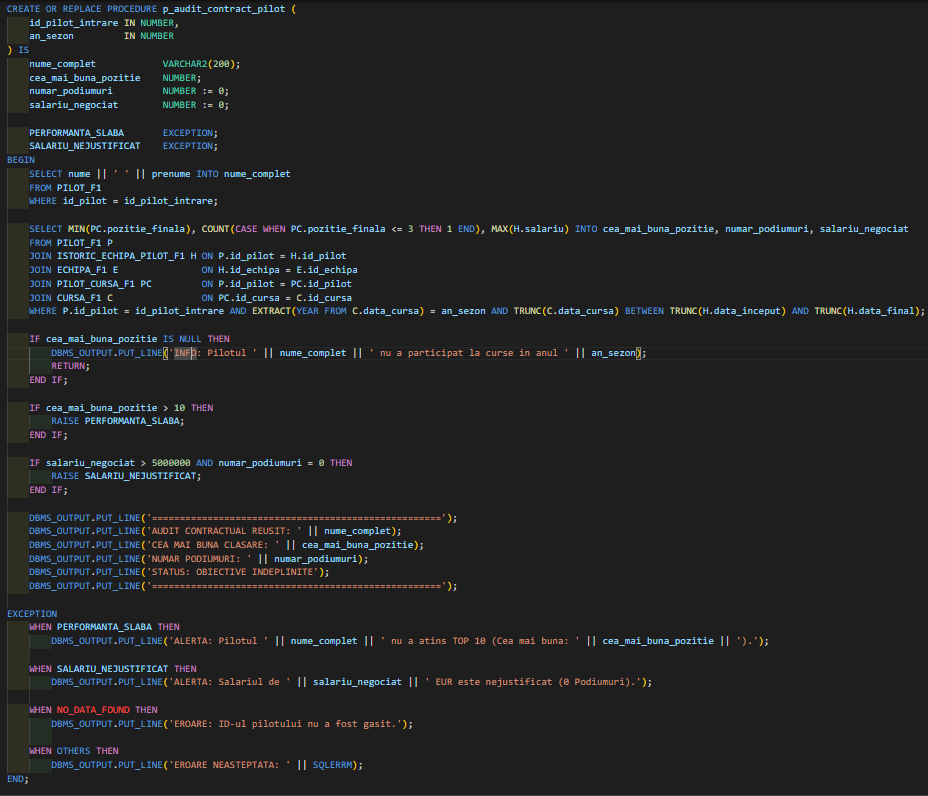 CREATE OR REPLACE PROCEDURE p_audit_contract_pilot (
    id_pilot_intrare IN NUMBER,
    an_sezon         IN NUMBER
) IS
    nume_complet            VARCHAR2(200);
    cea_mai_buna_pozitie    NUMBER;
    numar_podiumuri         NUMBER := 0;
    salariu_negociat        NUMBER := 0;

    PERFORMANTA_SLABA       EXCEPTION;
    SALARIU_NEJUSTIFICAT    EXCEPTION;
BEGIN
    SELECT nume || ' ' || prenume INTO nume_complet
    FROM PILOT_F1
    WHERE id_pilot = id_pilot_intrare;

    SELECT MIN(PC.pozitie_finala), COUNT(CASE WHEN PC.pozitie_finala <= 3 THEN 1 END), MAX(H.salariu) INTO cea_mai_buna_pozitie, numar_podiumuri, salariu_negociat
    FROM PILOT_F1 P
    JOIN ISTORIC_ECHIPA_PILOT_F1 H ON P.id_pilot = H.id_pilot
    JOIN ECHIPA_F1 E               ON H.id_echipa = E.id_echipa
    JOIN PILOT_CURSA_F1 PC         ON P.id_pilot = PC.id_pilot
    JOIN CURSA_F1 C                ON PC.id_cursa = C.id_cursa
    WHERE P.id_pilot = id_pilot_intrare AND EXTRACT(YEAR FROM C.data_cursa) = an_sezon AND TRUNC(C.data_cursa) BETWEEN TRUNC(H.data_inceput) AND TRUNC(H.data_final);

    IF cea_mai_buna_pozitie IS NULL THEN
        DBMS_OUTPUT.PUT_LINE('INFO: Pilotul ' || nume_complet || ' nu a participat la curse in anul ' || an_sezon);
        RETURN;
    END IF;

    IF cea_mai_buna_pozitie > 10 THEN
        RAISE PERFORMANTA_SLABA;
    END IF;

    IF salariu_negociat > 5000000 AND numar_podiumuri = 0 THEN
        RAISE SALARIU_NEJUSTIFICAT;
    END IF;

    DBMS_OUTPUT.PUT_LINE('====================================================');
    DBMS_OUTPUT.PUT_LINE('AUDIT CONTRACTUAL REUSIT: ' || nume_complet);
    DBMS_OUTPUT.PUT_LINE('CEA MAI BUNA CLASARE: ' || cea_mai_buna_pozitie);
    DBMS_OUTPUT.PUT_LINE('NUMAR PODIUMURI: ' || numar_podiumuri);
    DBMS_OUTPUT.PUT_LINE('STATUS: OBIECTIVE INDEPLINITE');
    DBMS_OUTPUT.PUT_LINE('====================================================');

EXCEPTION
    WHEN PERFORMANTA_SLABA THEN
        DBMS_OUTPUT.PUT_LINE('ALERTA: Pilotul ' || nume_complet || ' nu a atins TOP 10 (Cea mai buna: ' || cea_mai_buna_pozitie || ').');

    WHEN SALARIU_NEJUSTIFICAT THEN
        DBMS_OUTPUT.PUT_LINE('ALERTA: Salariul de ' || salariu_negociat || ' EUR este nejustificat (0 Podiumuri).');

    WHEN NO_DATA_FOUND THEN
        DBMS_OUTPUT.PUT_LINE('EROARE: ID-ul pilotului nu a fost gasit.');

    WHEN OTHERS THEN
        DBMS_OUTPUT.PUT_LINE('EROARE NEASTEPTATA: ' || SQLERRM);
END;